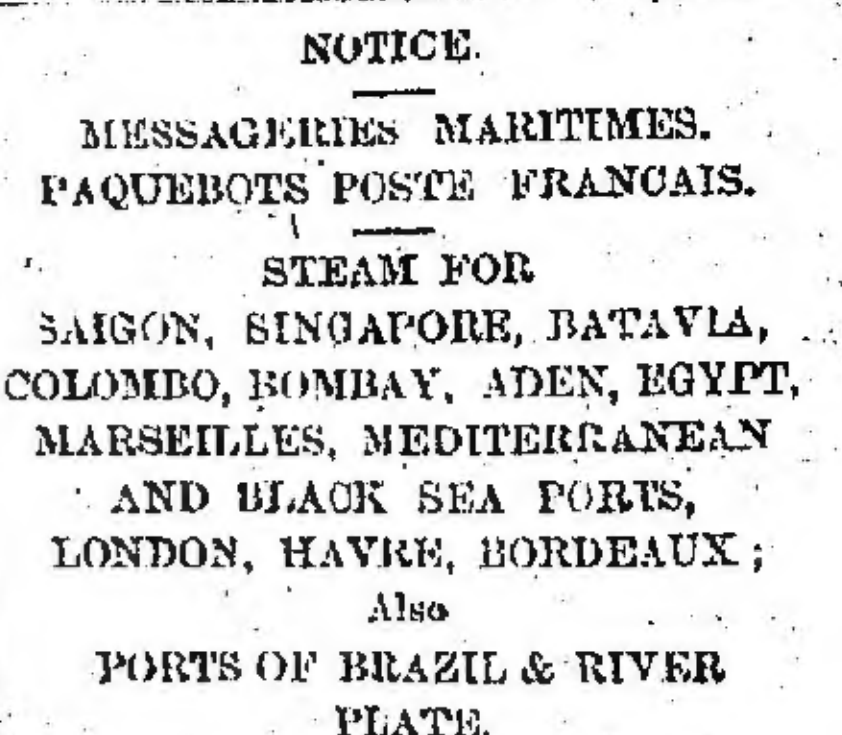 NOTICE.
MESSAGERIES MARITIMES.
PAQUEBOTS POSTE FRANCAIS.
STEAM FOR
SAIGON, SINGAPORE, BATAVIA,
COLOMBO, BOMBAY, ADEN, EGYPT,
MARSEILLES, MEDITERRANEAN
AND BLACK SEA PORTS,
LONDON, HAVRE, BORDEAUX;
Also
PORTS OF BRAZIL & RIVER
PLATE.